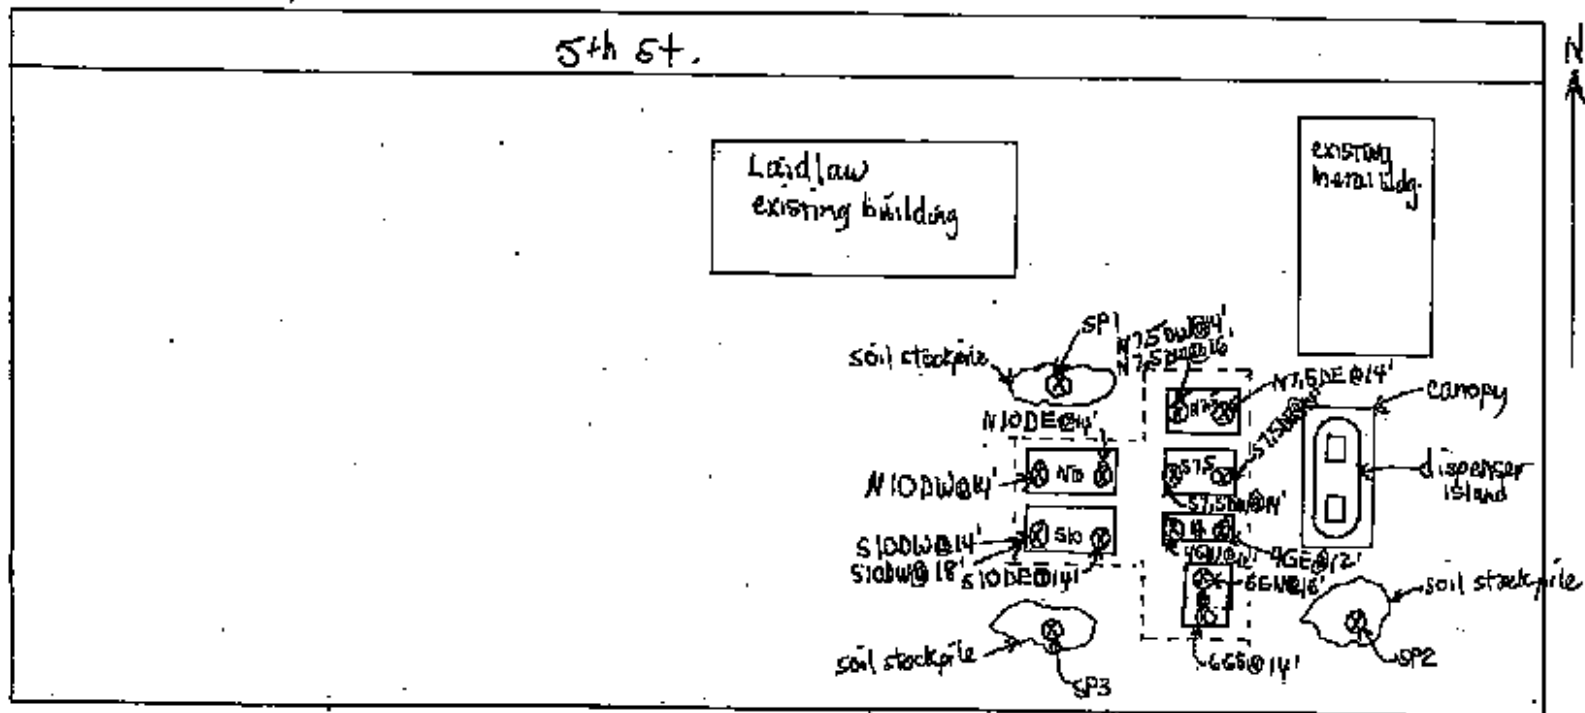 5th St.
N
Laidlaw
existing building
existing
metal bldg.
SP1
N7.5DW@14'
N7.5DW@16'
soil stockpile
N7.5DE@14'
canopy
N10DE@14'
N10
S7.5
dispenser
island
N10DW@14'
S7.5DW@14'
S10DW@14'
S10DW@18'
S10
S10DE@14'
4GE@12'
soil stockpile
soil stockpile
6GS@14'
SP2
SP3